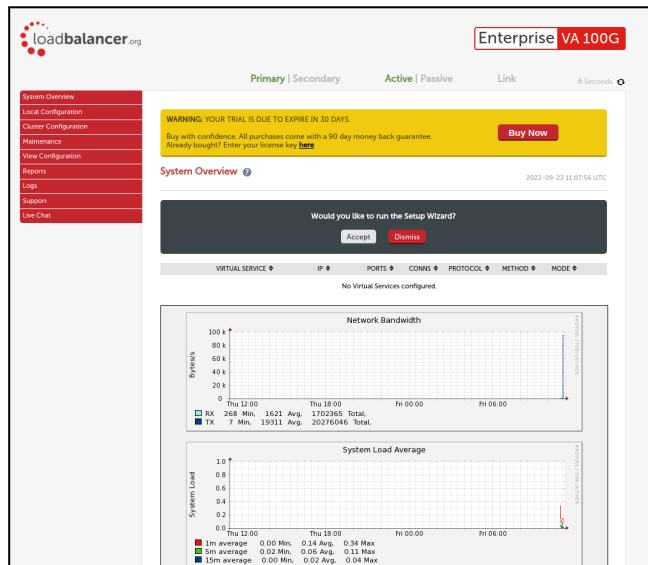 loadbalancer.org
Enterprise VA 100G
Primary | Secondary Active | Passive Link 6 Seconds
System Overview
Local Configuration
Cluster Configuration
Maintenance
View Configuration
Reports
Logs
Support
Live Chat
WARNING: YOUR TRIAL IS DUE TO EXPIRE IN 30 DAYS.
Buy with confidence. All purchases come with a 90 day money back guarantee.
Already bought? Enter your license key here
Buy Now
System Overview ?
2022-09-23 11:07:56 UTC
Would you like to run the Setup Wizard?
Accept Dismiss
VIRTUAL SERVICE IP PORTS CONNS PROTOCOL METHOD MODE
No Virtual Services configured.
Network Bandwidth
Bytes/s
100 k
80 k
60 k
40 k
20 k
0
Thu 12:00 Thu 18:00 Fri 00:00 Fri 06:00
RX 268 Min, 1621 Avg, 1702365 Total,
TX 7 Min, 19311 Avg, 20276046 Total,
RRDTOOL / TOBI OETIKER
System Load Average
System Load
1.0
0.8
0.6
0.4
0.2
0.0
Thu 12:00 Thu 18:00 Fri 00:00 Fri 06:00
1m average 0.00 Min, 0.14 Avg, 0.34 Max
5m average 0.02 Min, 0.06 Avg, 0.11 Max
15m average 0.00 Min, 0.02 Avg, 0.04 Max
RRDTOOL / TOBI OETIKER